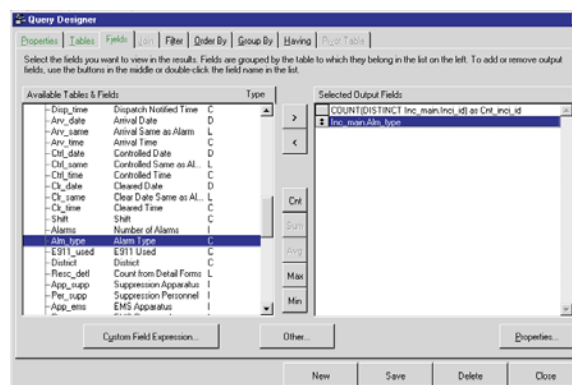 Query Designer
Properties Tables Fields Join Filter Order By Group By Having Pivot Table
Select the fields you want to view in the results. Fields are grouped by the table to which they belong in the list on the left. To add or remove output
fields, use the buttons in the middle or double-click the field name in the list.
Available Tables & Fields Type
Selected Output Fields
Disp_time Dispatch Notified Time C
Arv_date Arrival Date D
Arv_same Arrival Same as Alarm L
Arv_time Arrival Time C
Ctrl_date Controlled Date D
Ctrl_same Controlled Same as Al... L
Ctrl_time Controlled Time C
Clr_date Cleared Date D
Clr_same Clear Date Same as Al... L
Clr_time Cleared Time C
Shift Shift C
Alarms Number of Alarms I
Alm_type Alarm Type C
E911_used E911 Used C
District District C
Resc_detl Count from Detail Forms L
App_supp Suppression Apparatus I
Per_supp Suppression Personnel I
App_ems EMS Apparatus I
>
<
Cnt
Sum
Avg
Max
Min
COUNT(DISTINCT Inc_main.Inci_id) as Cnt_inci_id
Inc_main.Alm_type
Custom Field Expression... Other... Properties...
New Save Delete Close